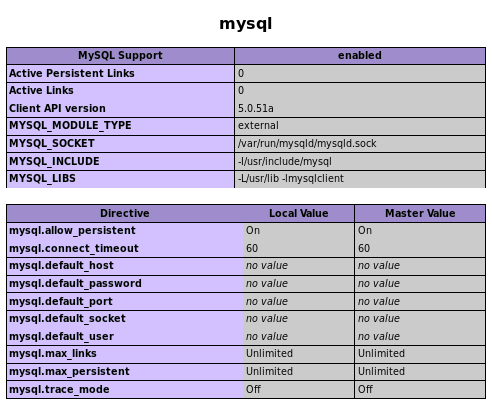 mysql
MySQL Support enabled
Active Persistent Links 0
Active Links 0
Client API version 5.0.51a
MYSQL_MODULE_TYPE external
MYSQL_SOCKET /var/run/mysqld/mysqld.sock
MYSQL_INCLUDE -I/usr/include/mysql
MYSQL_LIBS -L/usr/lib -lmysqlclient
Directive Local Value Master Value
mysql.allow_persistent On On
mysql.connect_timeout 60 60
mysql.default_host no value no value
mysql.default_password no value no value
mysql.default_port no value no value
mysql.default_socket no value no value
mysql.default_user no value no value
mysql.max_links Unlimited Unlimited
mysql.max_persistent Unlimited Unlimited
mysql.trace_mode Off Off